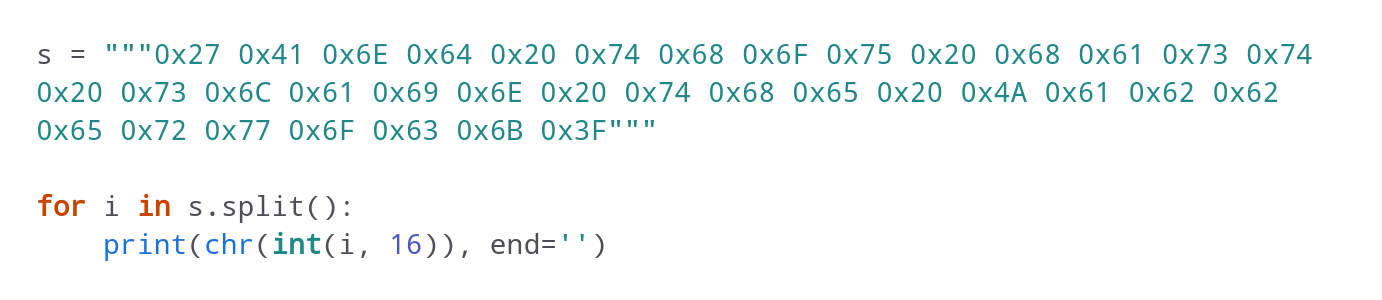 s = """0x27 0x41 0x6E 0x64 0x20 0x74 0x68 0x6F 0x75 0x20 0x68 0x61 0x73 0x74
0x20 0x73 0x6C 0x61 0x69 0x6E 0x20 0x74 0x68 0x65 0x20 0x4A 0x61 0x62 0x62
0x65 0x72 0x77 0x6F 0x63 0x6B 0x3F"""

for i in s.split():
    print(chr(int(i, 16)), end='')